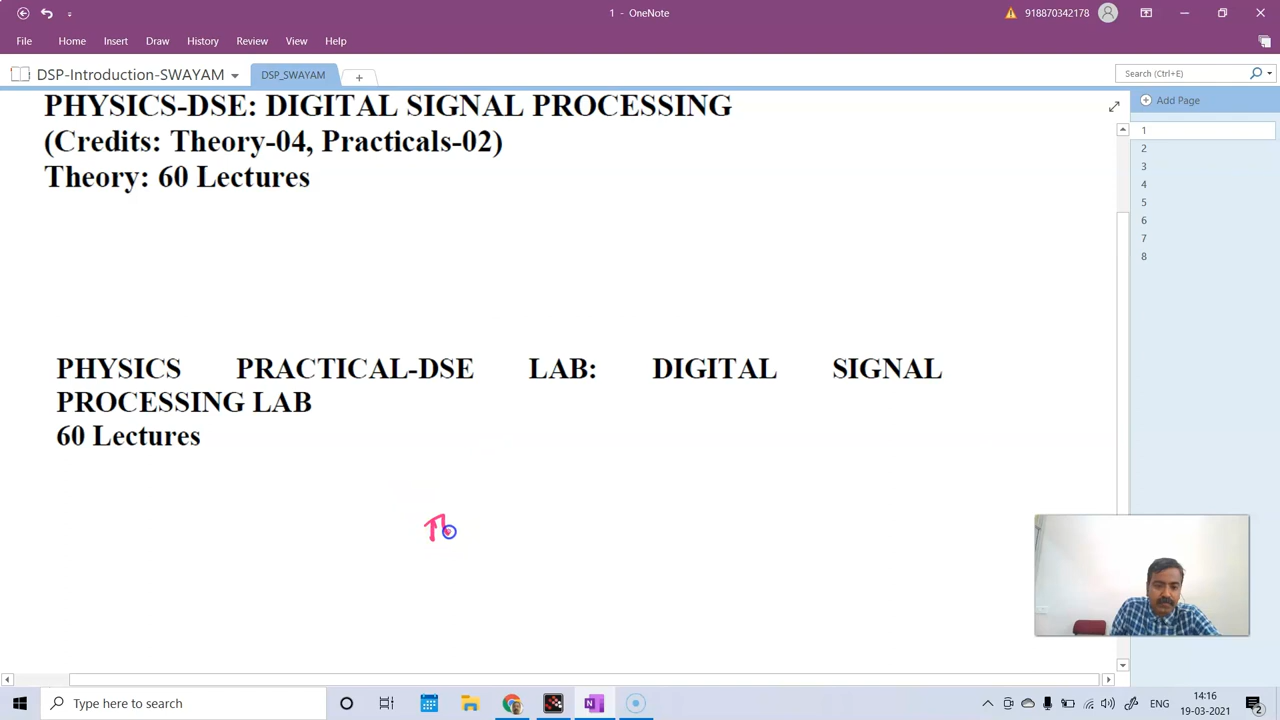 1 - OneNote
918870342178
File Home Insert Draw History Review View Help
DSP-Introduction-SWAYAM
DSP_SWAYAM
Search (Ctrl+E)
PHYSICS-DSE: DIGITAL SIGNAL PROCESSING
(Credits: Theory-04, Practicals-02)
Theory: 60 Lectures
PHYSICS PRACTICAL-DSE LAB: DIGITAL SIGNAL
PROCESSING LAB
60 Lectures
Add Page
1
2
3
4
5
6
7
8
Type here to search
ENG
14:16
19-03-2021
2